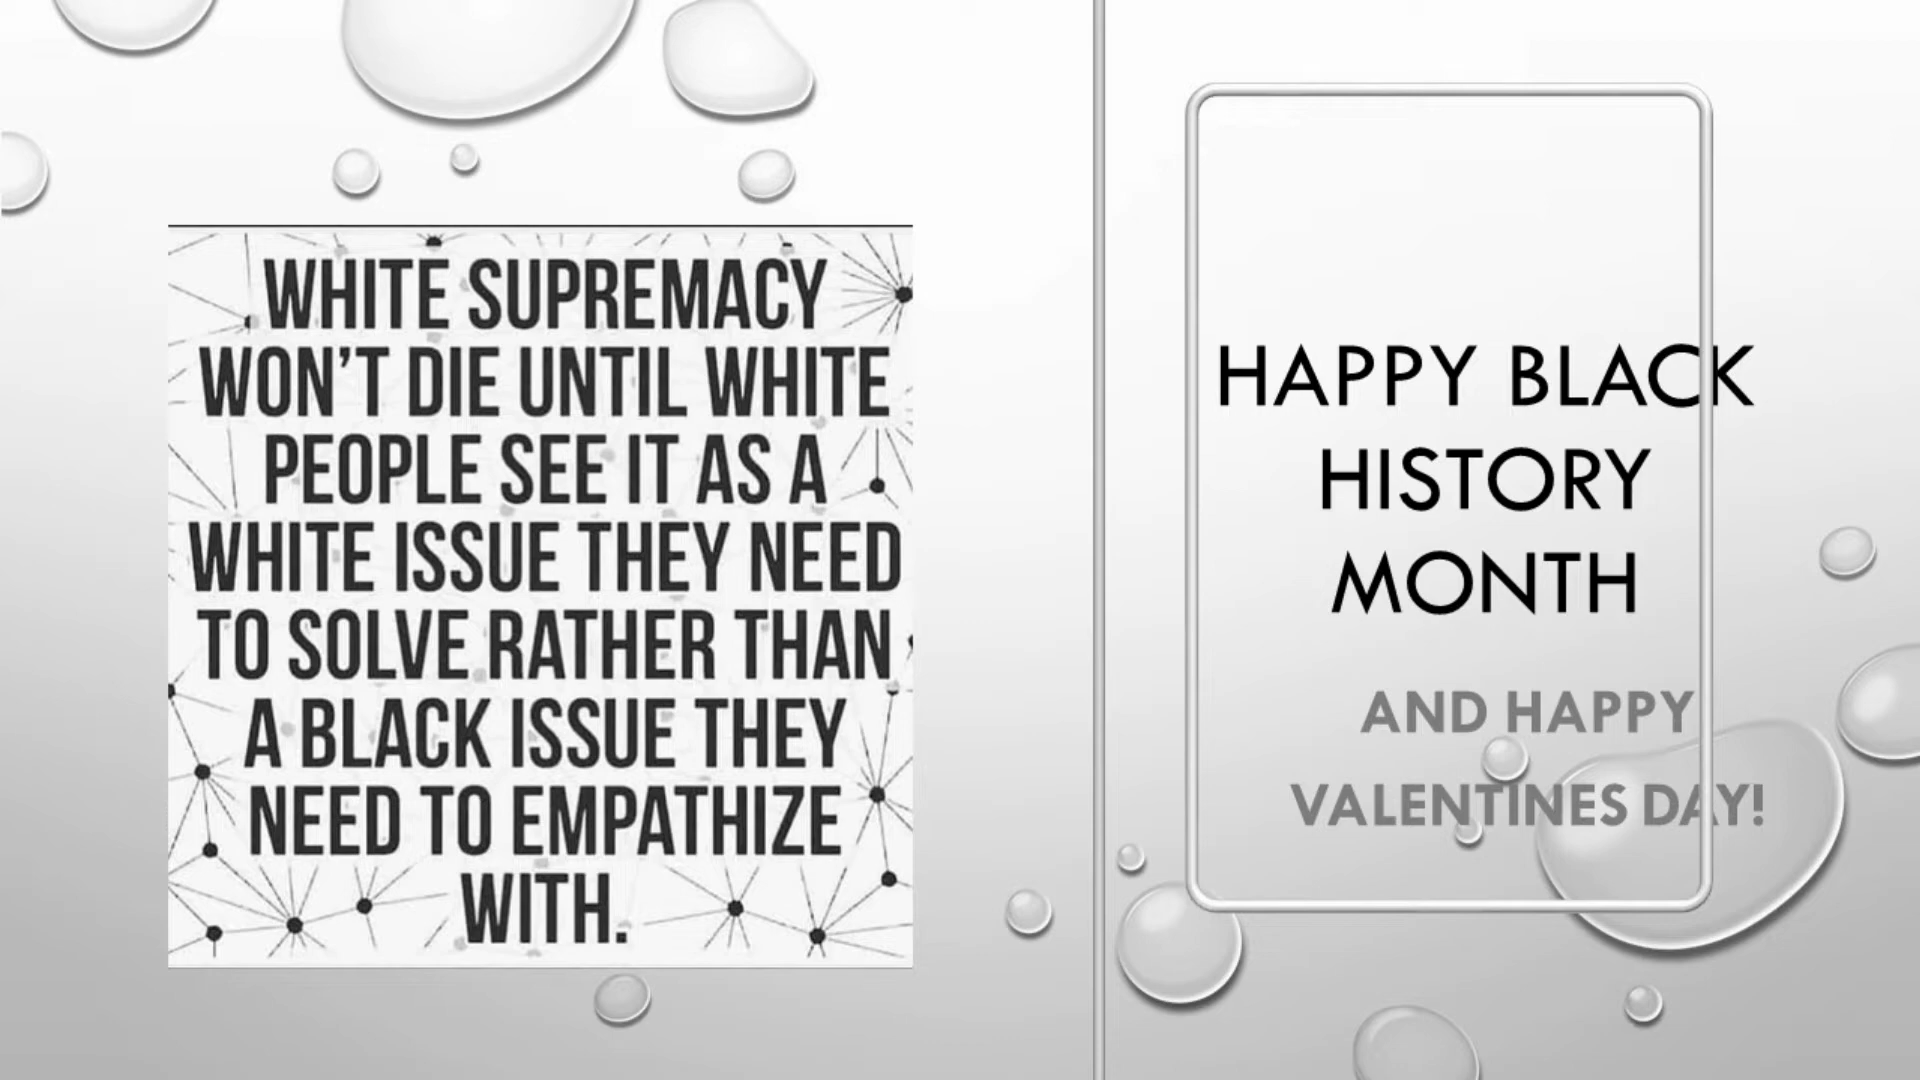 WHITE SUPREMACY
WON'T DIE UNTIL WHITE
PEOPLE SEE IT AS A
WHITE ISSUE THEY NEED
TO SOLVE RATHER THAN
A BLACK ISSUE THEY
NEED TO EMPATHIZE
WITH.
HAPPY BLACK
HISTORY
MONTH
AND HAPPY
VALENTINES DAY!